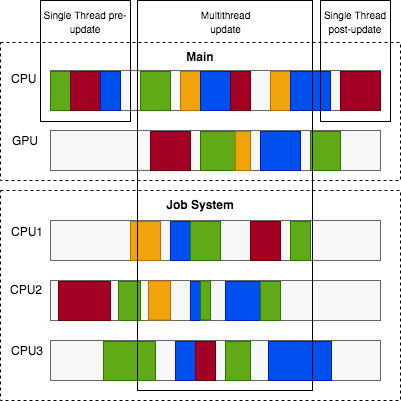 Single Thread pre-
update
Multithread
update
Single Thread
post-update
Main
CPU
GPU
Job System
CPU1
CPU2
CPU3